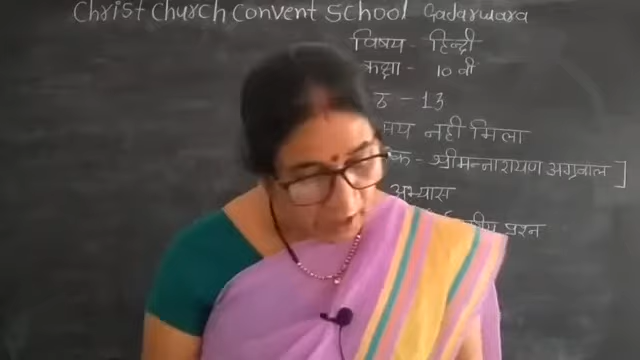 Christ Church Convent School Gadarwara
विषय - हिन्दी
कक्षा - 10 वी
- 13
नही मिला
श्रीमन्नारायण अग्रवाल ]
अभ्यास
प्रश्न